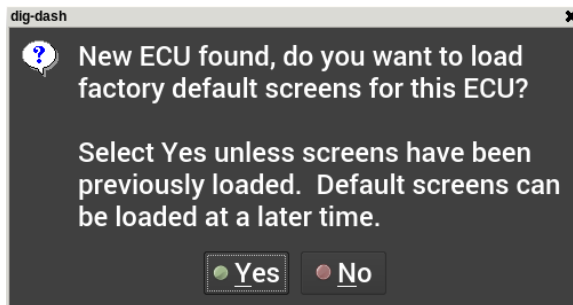 dig-dash
New ECU found, do you want to load
factory default screens for this ECU?
Select Yes unless screens have been
previously loaded.  Default screens can
be loaded at a later time.
Yes
No